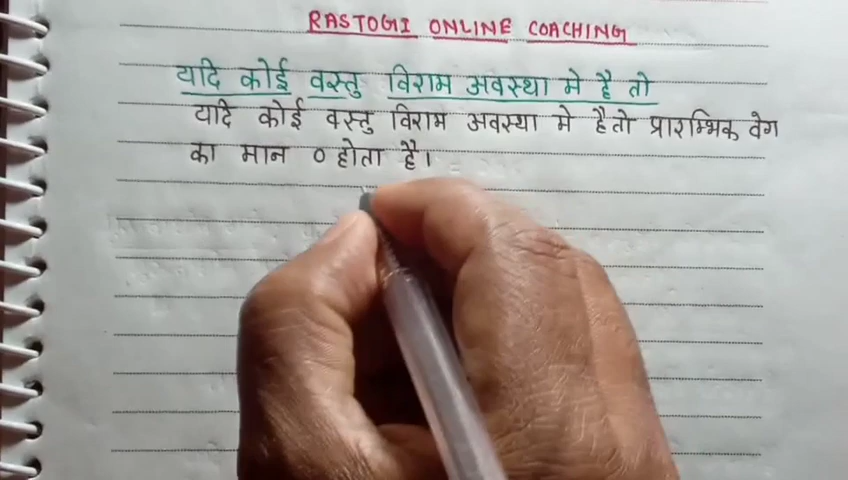 RASTOGI ONLINE COACHING
यदि कोई वस्तु विराम अवस्था मे है तो
यदि कोई वस्तु विराम अवस्था मे है तो प्रारम्भिक वेग
का मान 0 होता है।